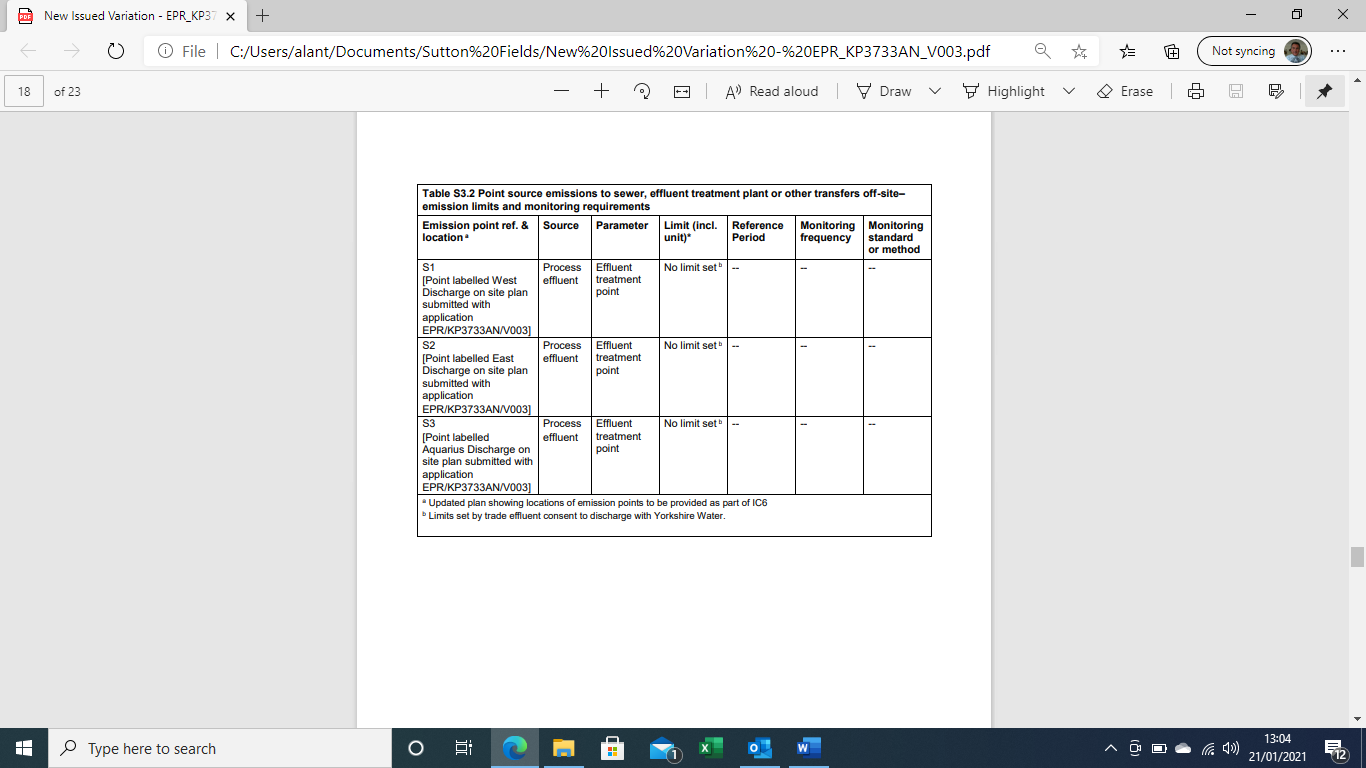 New Issued Variation - EPR_KP37
File
C:/Users/alant/Documents/Sutton%20Fields/New%20Issued%20Variation%20-%20EPR_KP3733AN_V003.pdf
Not syncing
18 of 23
Read aloud
Draw
Highlight
Erase
Table S3.2 Point source emissions to sewer, effluent treatment plant or other transfers off-site–
emission limits and monitoring requirements
Emission point ref. & location ᵃ
Source
Parameter
Limit (incl. unit)*
Reference Period
Monitoring frequency
Monitoring standard or method
S1
[Point labelled West
Discharge on site plan
submitted with
application
EPR/KP3733AN/V003]
Process
effluent
Effluent
treatment
point
No limit set ᵇ
--
--
--
S2
[Point labelled East
Discharge on site plan
submitted with
application
EPR/KP3733AN/V003]
Process
effluent
Effluent
treatment
point
No limit set ᵇ
--
--
--
S3
[Point labelled
Aquarius Discharge on
site plan submitted with
application
EPR/KP3733AN/V003]
Process
effluent
Effluent
treatment
point
No limit set ᵇ
--
--
--
ᵃ Updated plan showing locations of emission points to be provided as part of IC6
ᵇ Limits set by trade effluent consent to discharge with Yorkshire Water.
Type here to search
1
13:04
21/01/2021
12